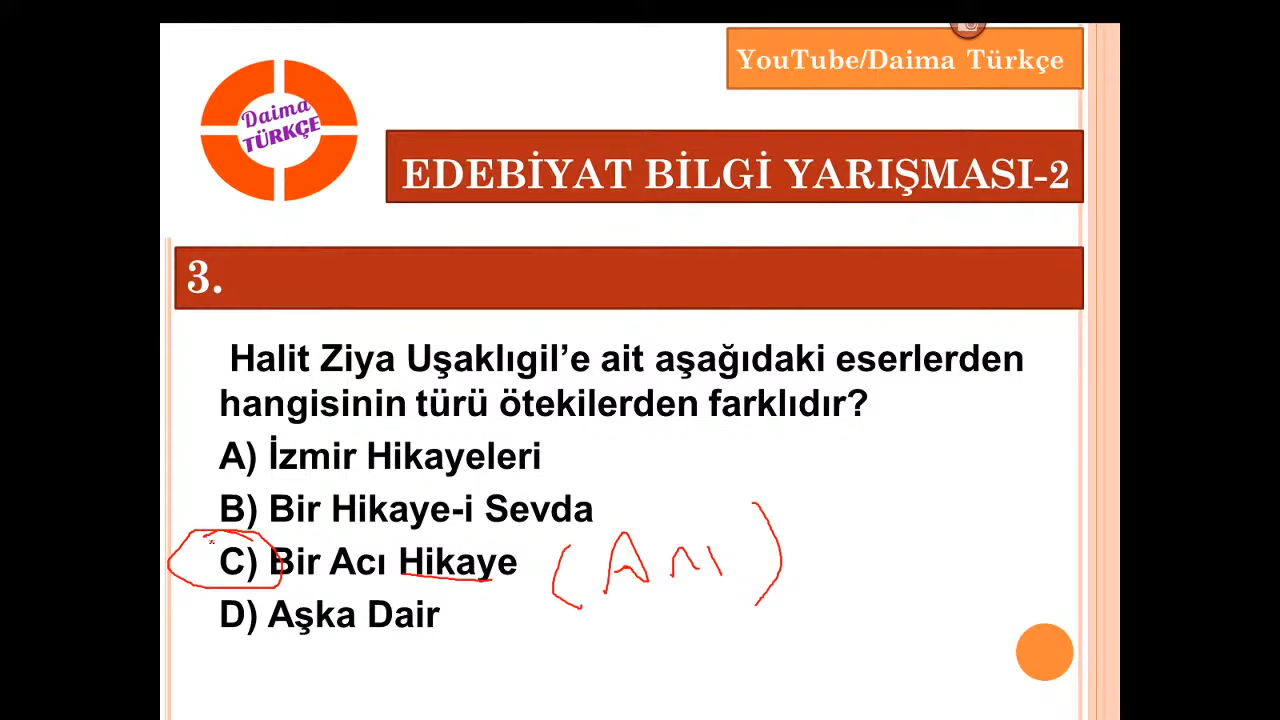 YouTube/Daima Türkçe
Daima
TÜRKÇE
EDEBİYAT BİLGİ YARIŞMASI-2
3.
Halit Ziya Uşaklıgil’e ait aşağıdaki eserlerden
hangisinin türü ötekilerden farklıdır?
A) İzmir Hikayeleri
B) Bir Hikaye-i Sevda
C) Bir Acı Hikaye (Anı)
D) Aşka Dair